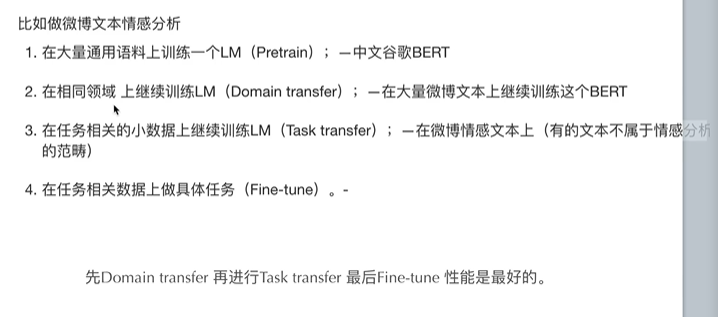 比如做微博文本情感分析
1. 在大量通用语料上训练一个LM（Pretrain）；—中文谷歌BERT
2. 在相同领域 上继续训练LM（Domain transfer）；—在大量微博文本上继续训练这个BERT
3. 在任务相关的小数据上继续训练LM（Task transfer）；—在微博情感文本上（有的文本不属于情感分析
的范畴）
4. 在任务相关数据上做具体任务（Fine-tune）。-
先Domain transfer 再进行Task transfer 最后Fine-tune 性能是最好的。